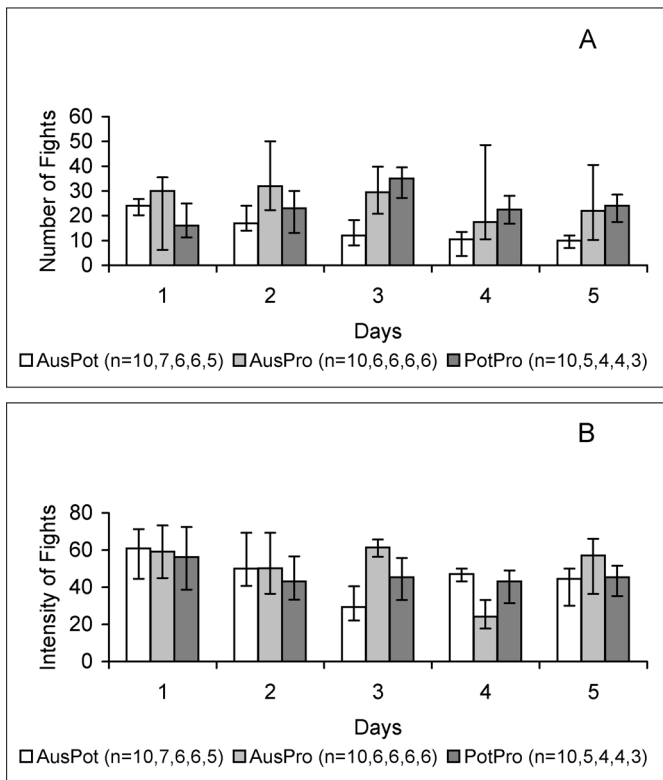 A
Number of Fights
60
50
40
30
20
10
0
1 2 3 4 5
Days
AusPot (n=10,7,6,6,5) AusPro (n=10,6,6,6,6) PotPro (n=10,5,4,4,3)
B
Intensity of Fights
80
60
40
20
0
1 2 3 4 5
Days
AusPot (n=10,7,6,6,5) AusPro (n=10,6,6,6,6) PotPro (n=10,5,4,4,3)